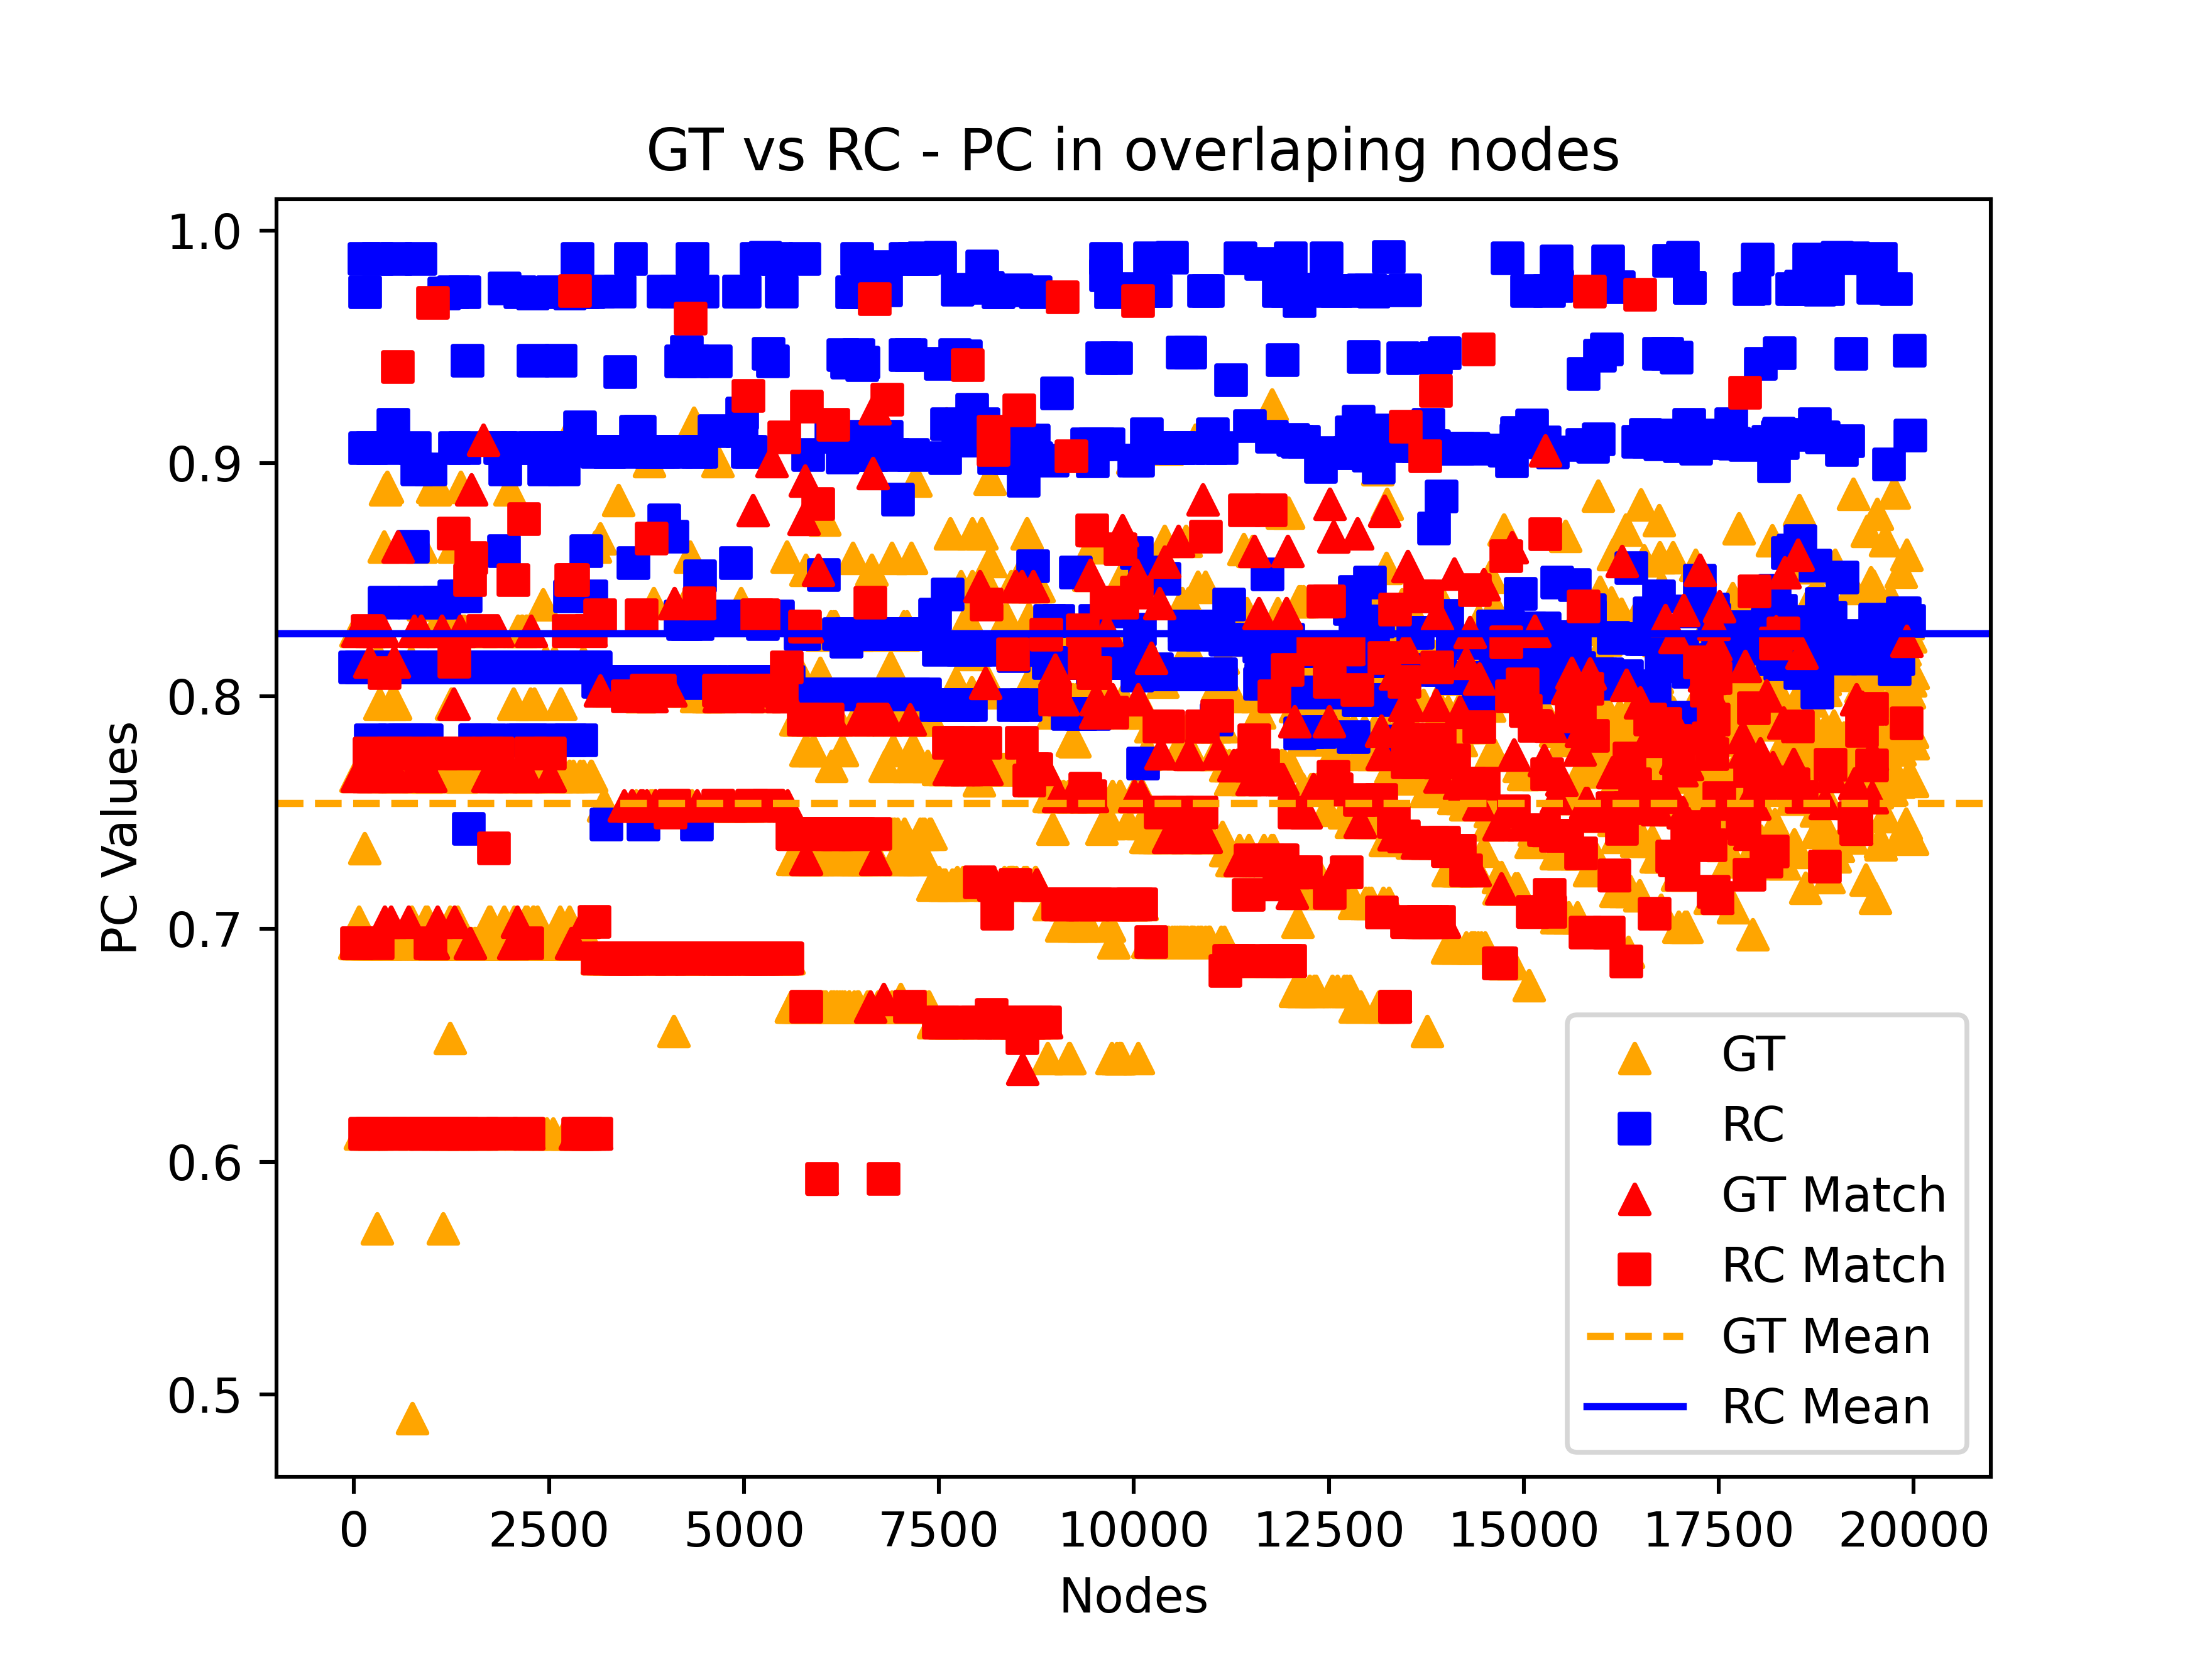 GT vs RC - PC in overlaping nodes
1.0
0.9
0.8
0.7
0.6
0.5
PC Values
GT
RC
GT Match
RC Match
GT Mean
RC Mean
0 2500 5000 7500 10000 12500 15000 17500 20000
Nodes